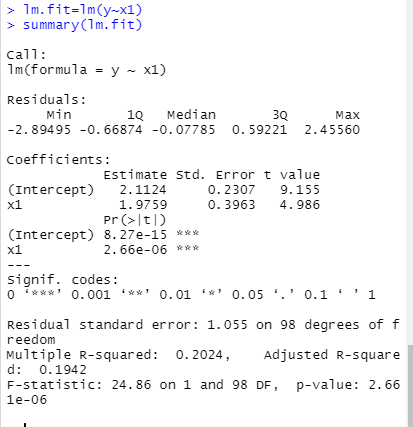 > lm.fit=lm(y~x1)
> summary(lm.fit)
Call:
lm(formula = y ~ x1)
Residuals:
     Min       1Q   Median       3Q      Max
-2.89495 -0.66874 -0.07785  0.59221  2.45560
Coefficients:
            Estimate Std. Error t value
(Intercept)   2.1124     0.2307   9.155
x1            1.9759     0.3963   4.986
            Pr(>|t|)
(Intercept) 8.27e-15 ***
x1          2.66e-06 ***
---
Signif. codes:
0 ‘***’ 0.001 ‘**’ 0.01 ‘*’ 0.05 ‘.’ 0.1 ‘ ’ 1
Residual standard error: 1.055 on 98 degrees of f
reedom
Multiple R-squared:  0.2024,    Adjusted R-square
d:  0.1942
F-statistic: 24.86 on 1 and 98 DF,  p-value: 2.66
1e-06